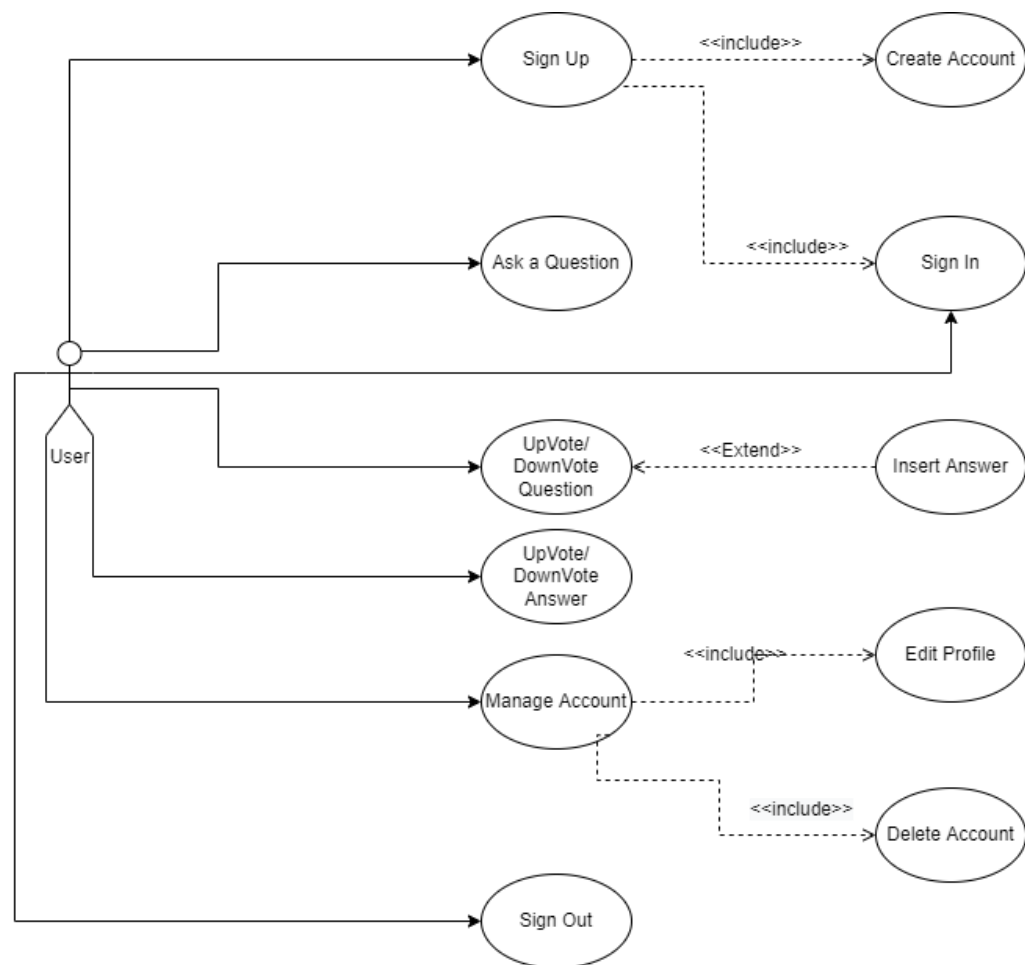 Sign Up
<<include>>
Create Account
<<include>>
Sign In
Ask a Question
User
UpVote/
DownVote
Question
<<Extend>>
Insert Answer
UpVote/
DownVote
Answer
Manage Account
<<include>>
Edit Profile
<<include>>
Delete Account
Sign Out